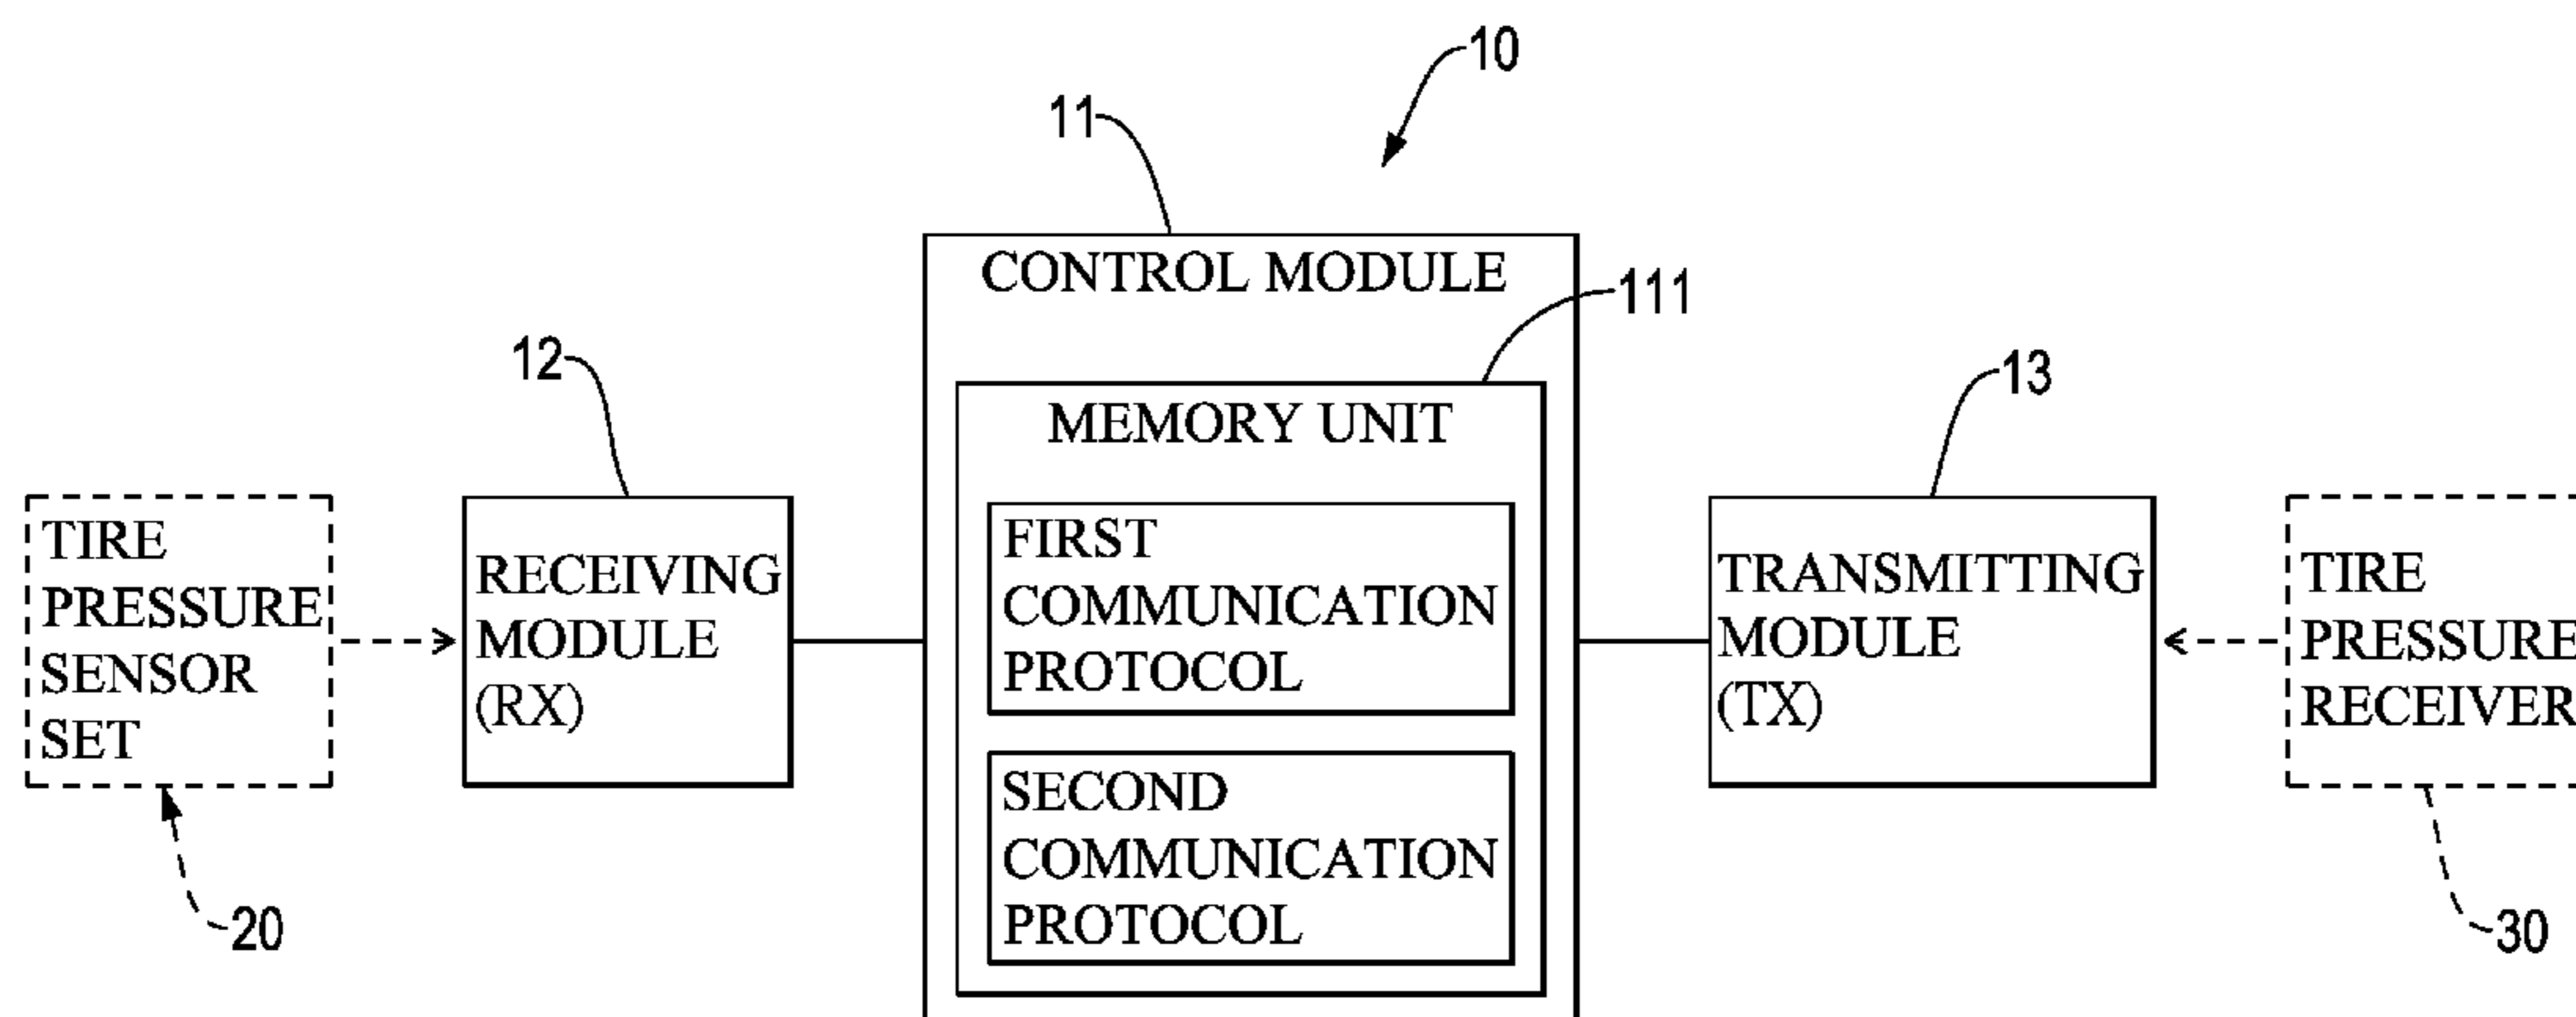 10
11
CONTROL MODULE
111
MEMORY UNIT
12
13
TIRE
PRESSURE
SENSOR
SET
RECEIVING
MODULE
(RX)
FIRST
COMMUNICATION
PROTOCOL
SECOND
COMMUNICATION
PROTOCOL
TRANSMITTING
MODULE
(TX)
TIRE
PRESSURE
RECEIVER
20
30